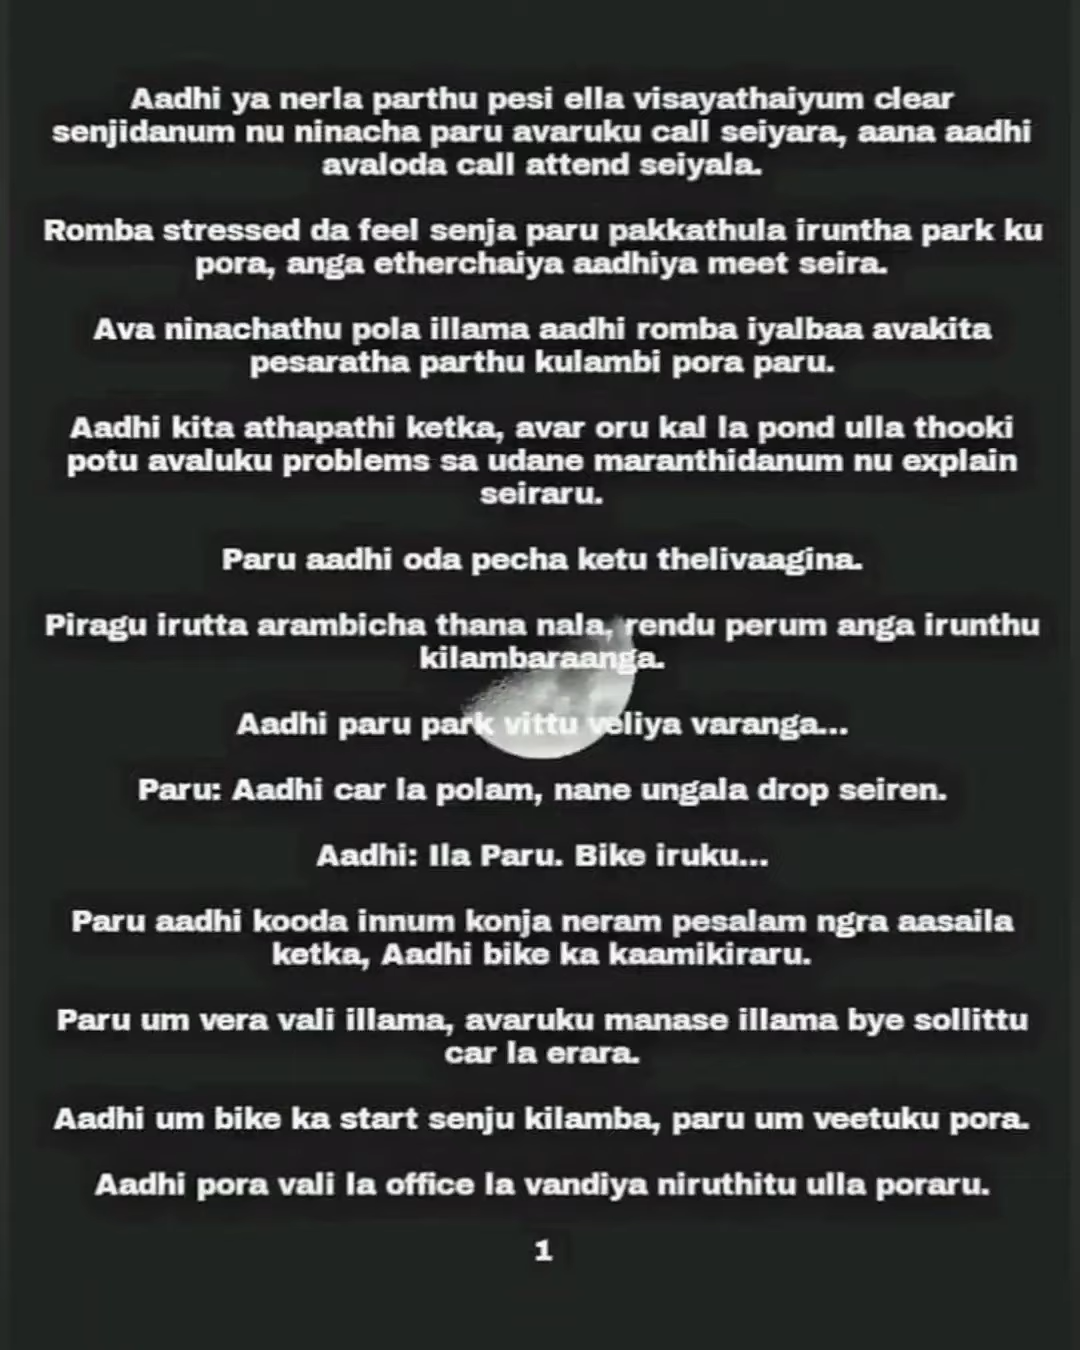 Aadhi ya nerla parthu pesi ella visayathaiyum clear
senjidanum nu ninacha paru avaruku call seiyara, aana aadhi
avaloda call attend seiyala.
Romba stressed da feel senja paru pakkathula iruntha park ku
pora, anga etherchaiya aadhiya meet seira.
Ava ninachathu pola illama aadhi romba iyalbaa avakita
pesaratha parthu kulambi pora paru.
Aadhi kita athapathi ketka, avar oru kal la pond ulla thooki
potu avaluku problems sa udane maranthidanum nu explain
seiraru.
Paru aadhi oda pecha ketu thelivaagina.
Piragu irutta arambicha thana nala, rendu perum anga irunthu
kilambaraanga.
Aadhi paru park vittu veliya varanga...
Paru: Aadhi car la polam, nane ungala drop seiren.
Aadhi: Ila Paru. Bike iruku...
Paru aadhi kooda innum konja neram pesalam ngra aasaila
ketka, Aadhi bike ka kaamikiraru.
Paru um vera vali illama, avaruku manase illama bye sollittu
car la erara.
Aadhi um bike ka start senju kilamba, paru um veetuku pora.
Aadhi pora vali la office la vandiya niruthitu ulla poraru.
1